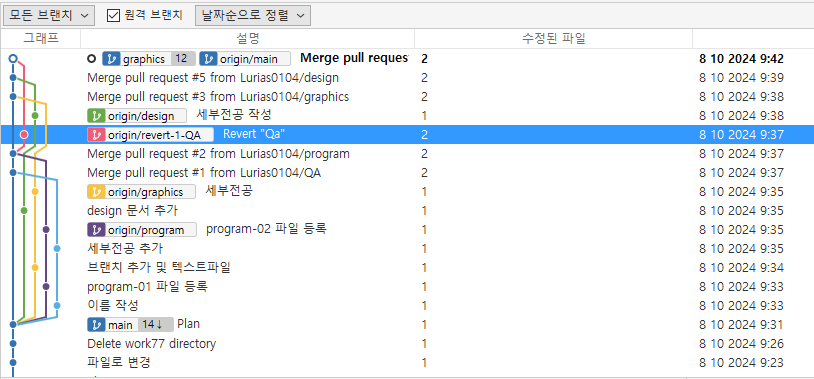 모든 브랜치 원격 브랜치 날짜순으로 정렬
그래프 설명 수정된 파일
graphics 12 origin/main Merge pull reques 2 8 10 2024 9:42
Merge pull request #5 from Lurias0104/design 2 8 10 2024 9:39
Merge pull request #3 from Lurias0104/graphics 2 8 10 2024 9:38
origin/design 세부전공 작성 1 8 10 2024 9:38
origin/revert-1-QA Revert "Qa" 2 8 10 2024 9:37
Merge pull request #2 from Lurias0104/program 2 8 10 2024 9:37
Merge pull request #1 from Lurias0104/QA 2 8 10 2024 9:37
origin/graphics 세부전공 1 8 10 2024 9:35
design 문서 추가 1 8 10 2024 9:35
origin/program program-02 파일 등록 1 8 10 2024 9:35
세부전공 추가 1 8 10 2024 9:35
브랜치 추가 및 텍스트파일 1 8 10 2024 9:34
program-01 파일 등록 1 8 10 2024 9:33
이름 작성 1 8 10 2024 9:33
main 14↓ Plan 1 8 10 2024 9:31
Delete work77 directory 1 8 10 2024 9:26
파일로 변경 1 8 10 2024 9:23